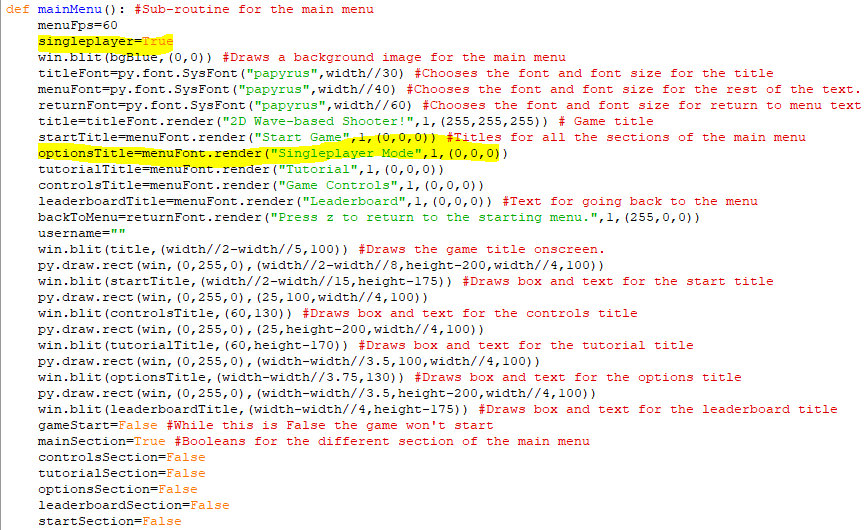 def mainMenu(): #Sub-routine for the main menu
    menuFps=60
    singleplayer=True
    win.blit(bgBlue,(0,0)) #Draws a background image for the main menu
    titleFont=py.font.SysFont("papyrus",width//30) #Chooses the font and font size for the title
    menuFont=py.font.SysFont("papyrus",width//40) #Chooses the font and font size for the rest of the text.
    returnFont=py.font.SysFont("papyrus",width//60) #Chooses the font and font size for return to menu text
    title=titleFont.render("2D Wave-based Shooter!",1,(255,255,255)) # Game title
    startTitle=menuFont.render("Start Game",1,(0,0,0)) #Titles for all the sections of the main menu
    optionsTitle=menuFont.render("Singleplayer Mode",1,(0,0,0))
    tutorialTitle=menuFont.render("Tutorial",1,(0,0,0))
    controlsTitle=menuFont.render("Game Controls",1,(0,0,0))
    leaderboardTitle=menuFont.render("Leaderboard",1,(0,0,0)) #Text for going back to the menu
    backToMenu=returnFont.render("Press z to return to the starting menu.",1,(255,0,0))
    username=""
    win.blit(title,(width//2-width//5,100)) #Draws the game title onscreen.
    py.draw.rect(win,(0,255,0),(width//2-width//8,height-200,width//4,100))
    win.blit(startTitle,(width//2-width//15,height-175)) #Draws box and text for the start title
    py.draw.rect(win,(0,255,0),(25,100,width//4,100))
    win.blit(controlsTitle,(60,130)) #Draws box and text for the controls title
    py.draw.rect(win,(0,255,0),(25,height-200,width//4,100))
    win.blit(tutorialTitle,(60,height-170)) #Draws box and text for the tutorial title
    py.draw.rect(win,(0,255,0),(width-width//3.5,100,width//4,100))
    win.blit(optionsTitle,(width-width//3.75,130)) #Draws box and text for the options title
    py.draw.rect(win,(0,255,0),(width-width//3.5,height-200,width//4,100))
    win.blit(leaderboardTitle,(width-width//4,height-175)) #Draws box and text for the leaderboard title
    gameStart=False #While this is False the game won't start
    mainSection=True #Booleans for the different section of the main menu
    controlsSection=False
    tutorialSection=False
    optionsSection=False
    leaderboardSection=False
    startSection=False